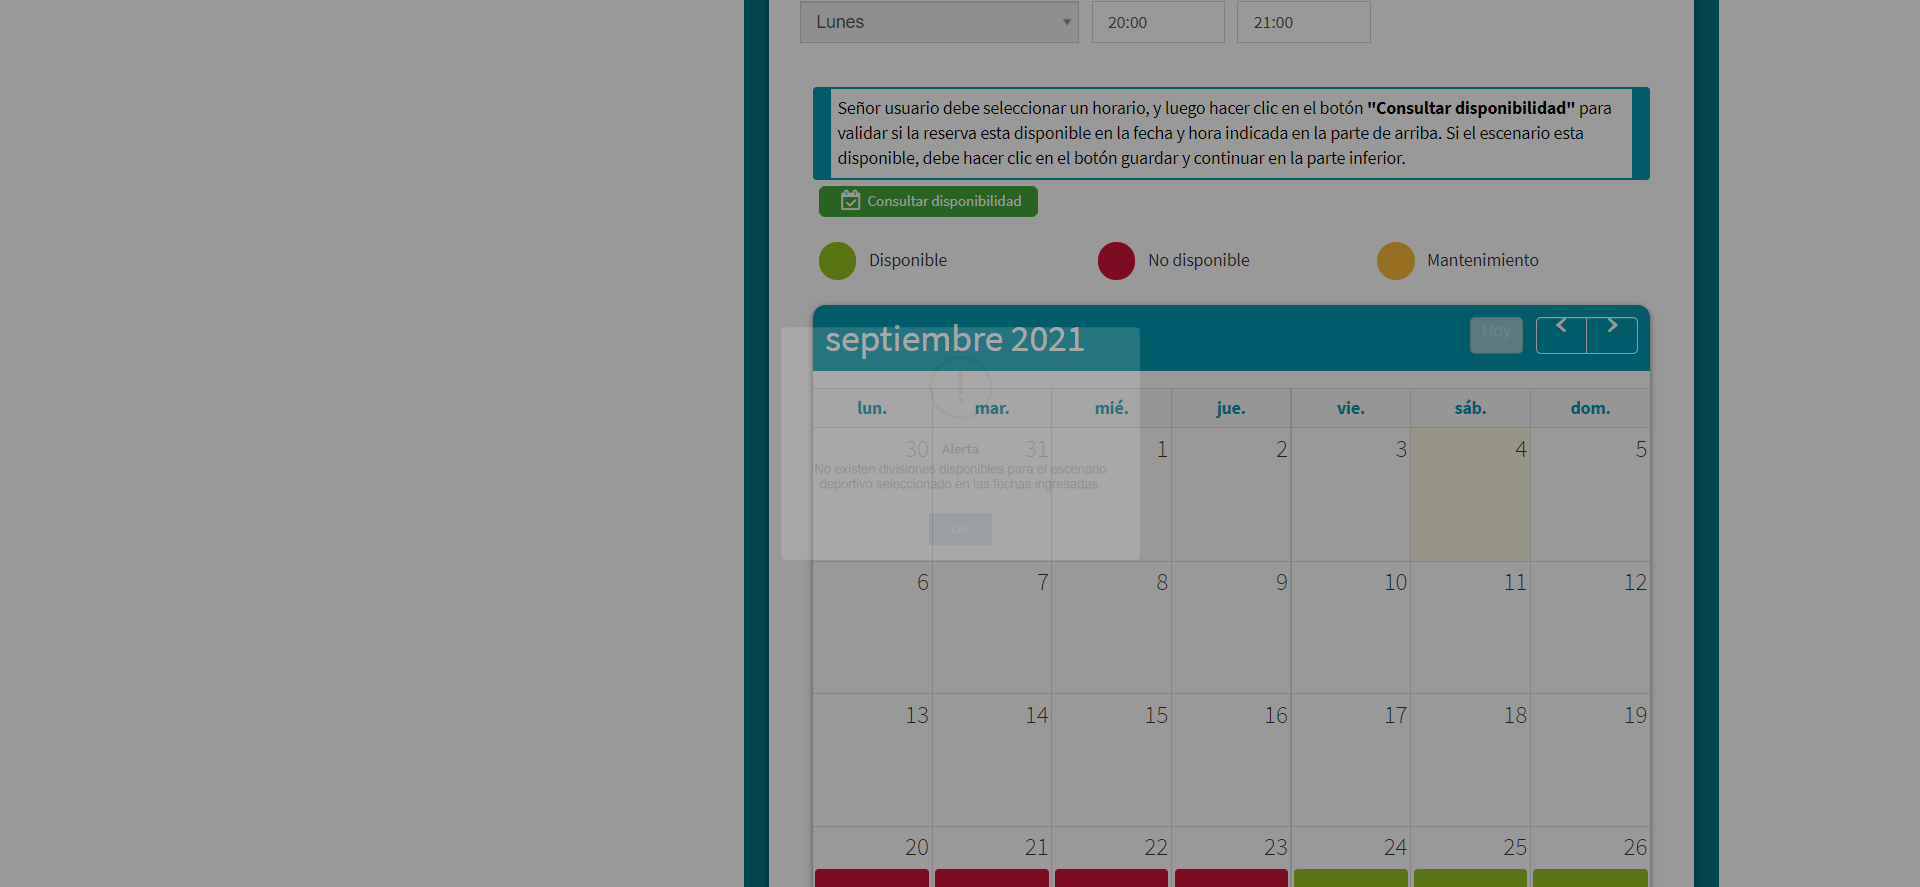 Lunes 20:00 21:00
Señor usuario debe seleccionar un horario, y luego hacer clic en el botón "Consultar disponibilidad" para
validar si la reserva esta disponible en la fecha y hora indicada en la parte de arriba. Si el escenario esta
disponible, debe hacer clic en el botón guardar y continuar en la parte inferior.
Consultar disponibilidad
Disponible No disponible Mantenimiento
septiembre 2021 Hoy
lun. mar. mié. jue. vie. sáb. dom.
30 31 1 2 3 4 5
Alerta
No existen divisiones disponibles para el escenario
deportivo seleccionado en las fechas ingresadas.
OK
6 7 8 9 10 11 12
13 14 15 16 17 18 19
20 21 22 23 24 25 26